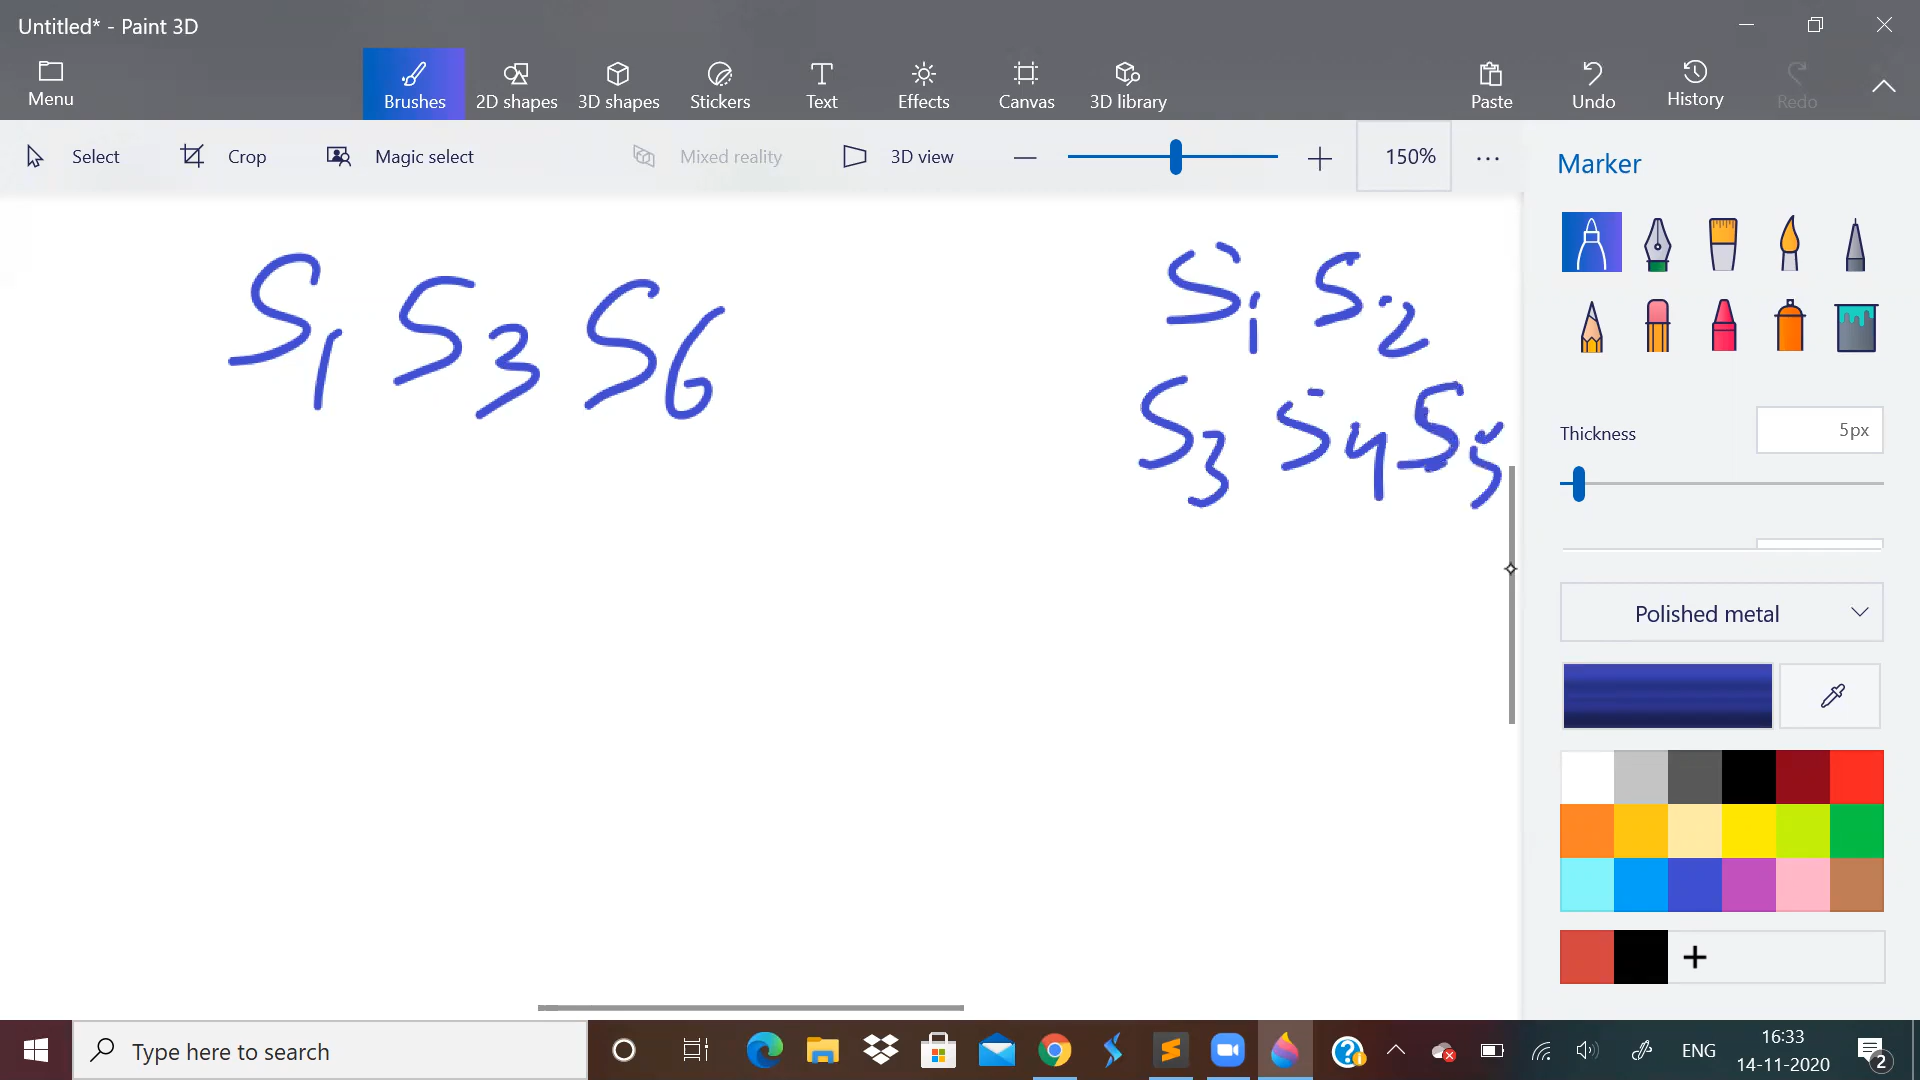 Untitled* - Paint 3D
Menu
Brushes
2D shapes
3D shapes
Stickers
Text
Effects
Canvas
3D library
Paste
Undo
History
Redo
Select
Crop
Magic select
Mixed reality
3D view
150%
Marker
S1 S3 S6
S1 S2
S3 S4 S5
Thickness
5px
Polished metal
Type here to search
ENG
16:33
14-11-2020
2